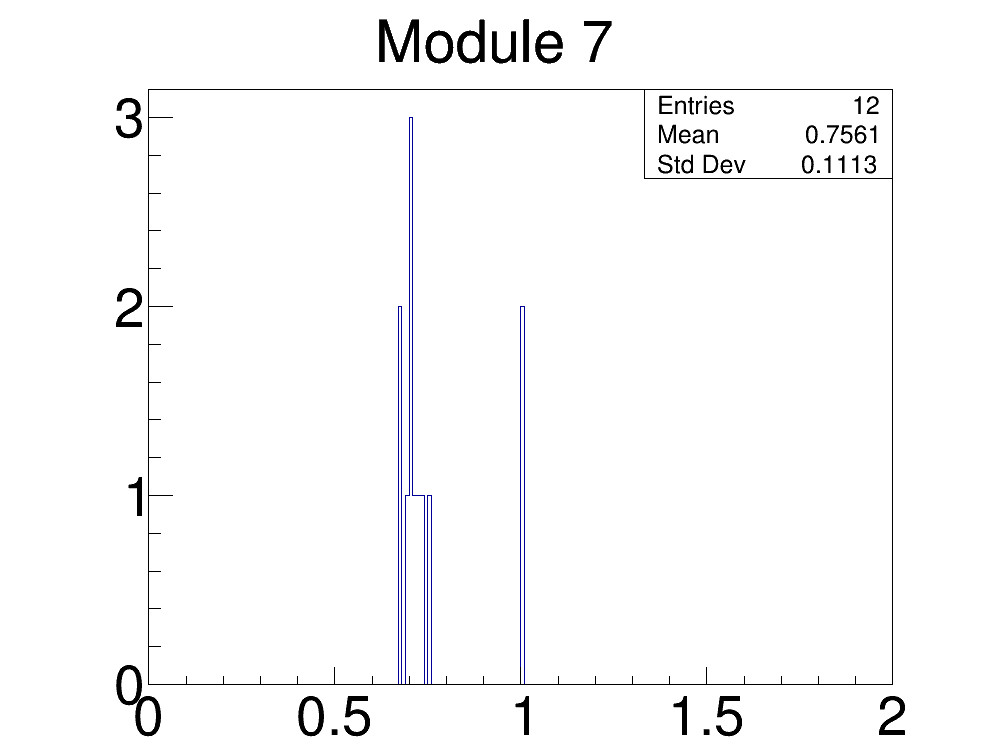 Module 7
Entries 12
Mean 0.7561
Std Dev 0.1113
3
2
1
0
0 0.5 1 1.5 2